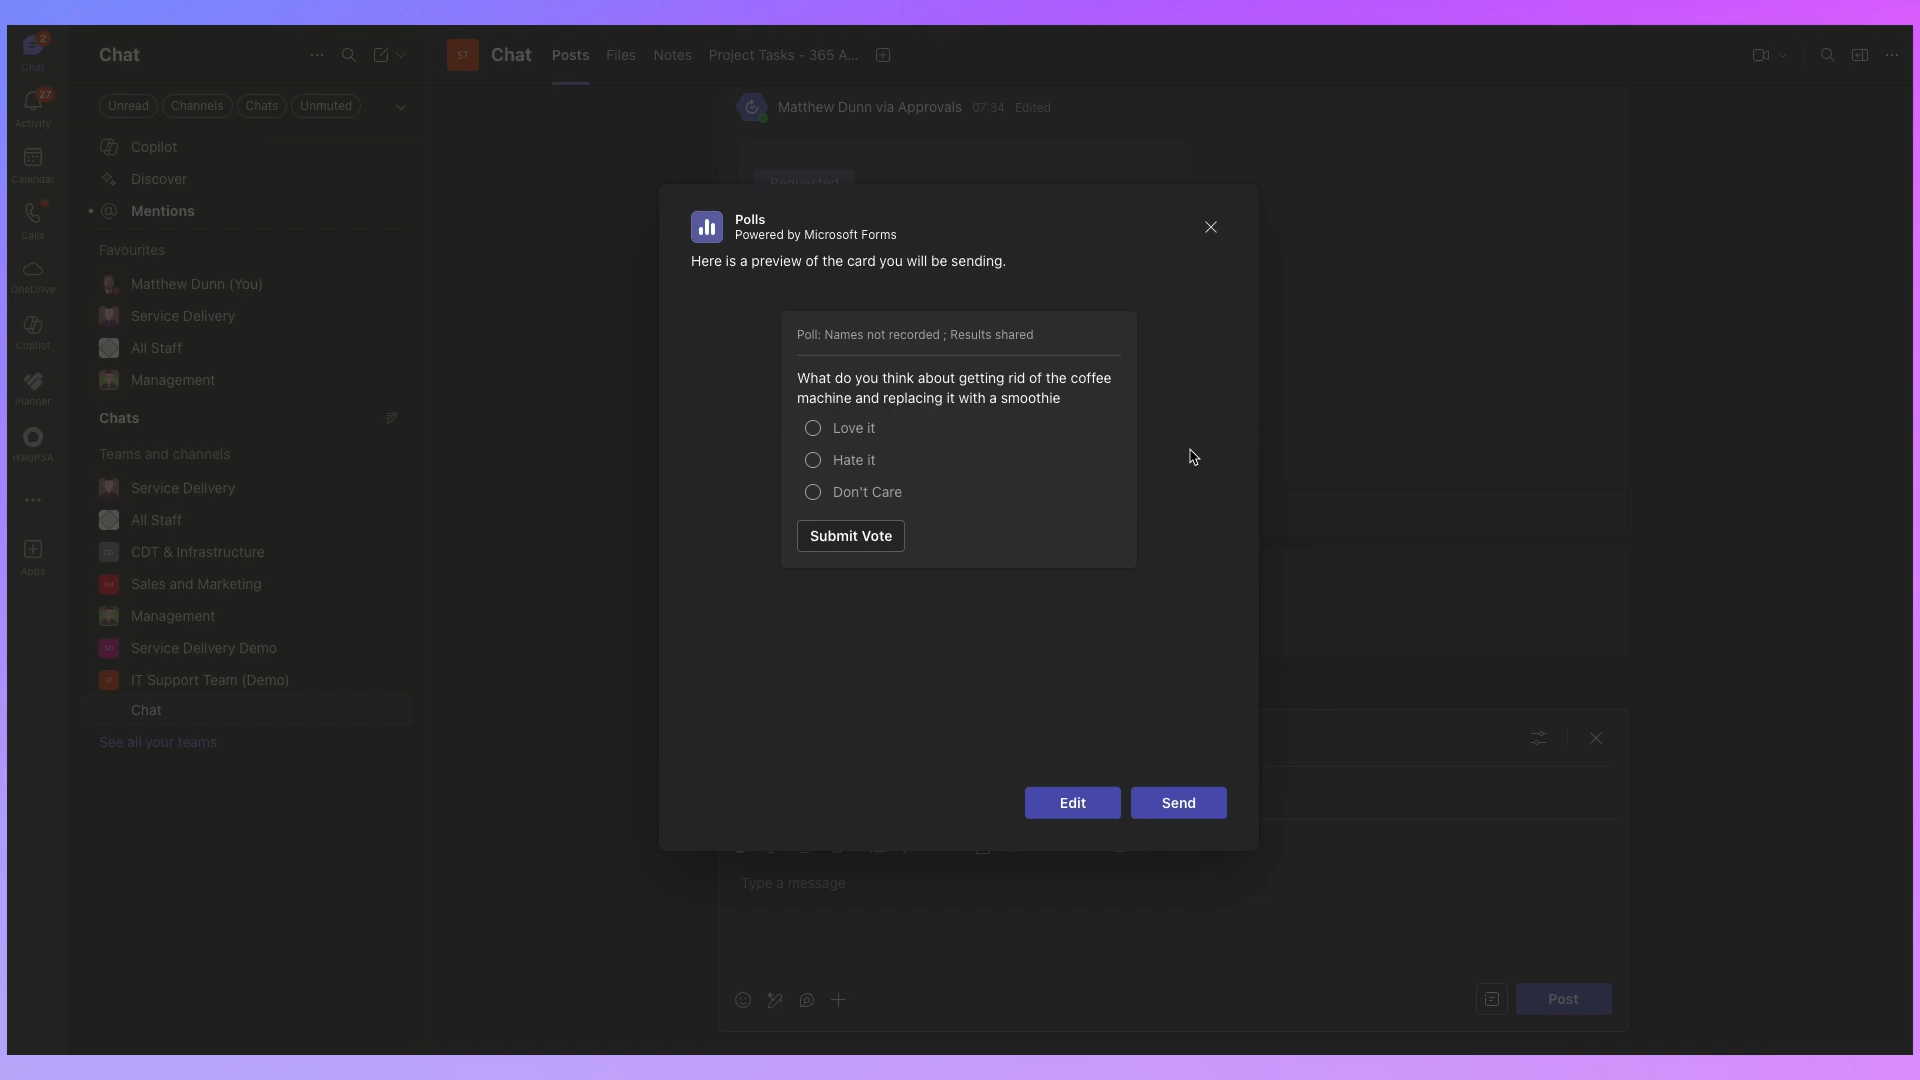 2
Chat
27
Activity
Calendar
Calls
OneDrive
Copilot
Planner
HaloPSA
Apps
Chat
Unread
Channels
Chats
Unmuted
Copilot
Discover
Mentions
Favourites
Matthew Dunn (You)
Service Delivery
All Staff
Management
Chats
Teams and channels
Service Delivery
All Staff
CD CDT & Infrastructure
SM Sales and Marketing
Management
SD Service Delivery Demo
IT Support Team (Demo)
Chat
See all your teams
ST Chat Posts Files Notes Project Tasks - 365 A...
Matthew Dunn via Approvals 07:34 Edited
Requested
Polls
Powered by Microsoft Forms
Here is a preview of the card you will be sending.
Poll: Names not recorded ; Results shared
What do you think about getting rid of the coffee
machine and replacing it with a smoothie
Love it
Hate it
Don't Care
Submit Vote
Edit
Send
Type a message
Post